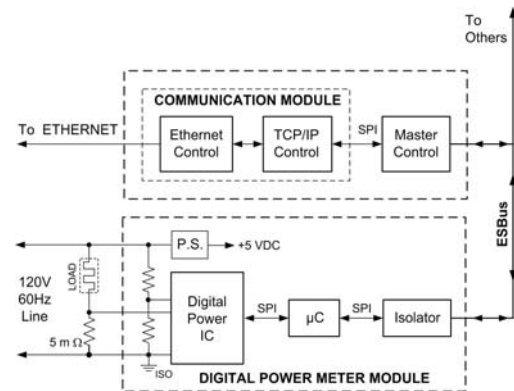 To
Others
COMMUNICATION MODULE
To ETHERNET
Ethernet
Control
TCP/IP
Control
SPI
Master
Control
ESBus
P.S.
+5 VDC
LOAD
120V
60Hz
Line
5 m Ω
Digital
Power
IC
SPI
µC
SPI
Isolator
ISO
DIGITAL POWER METER MODULE